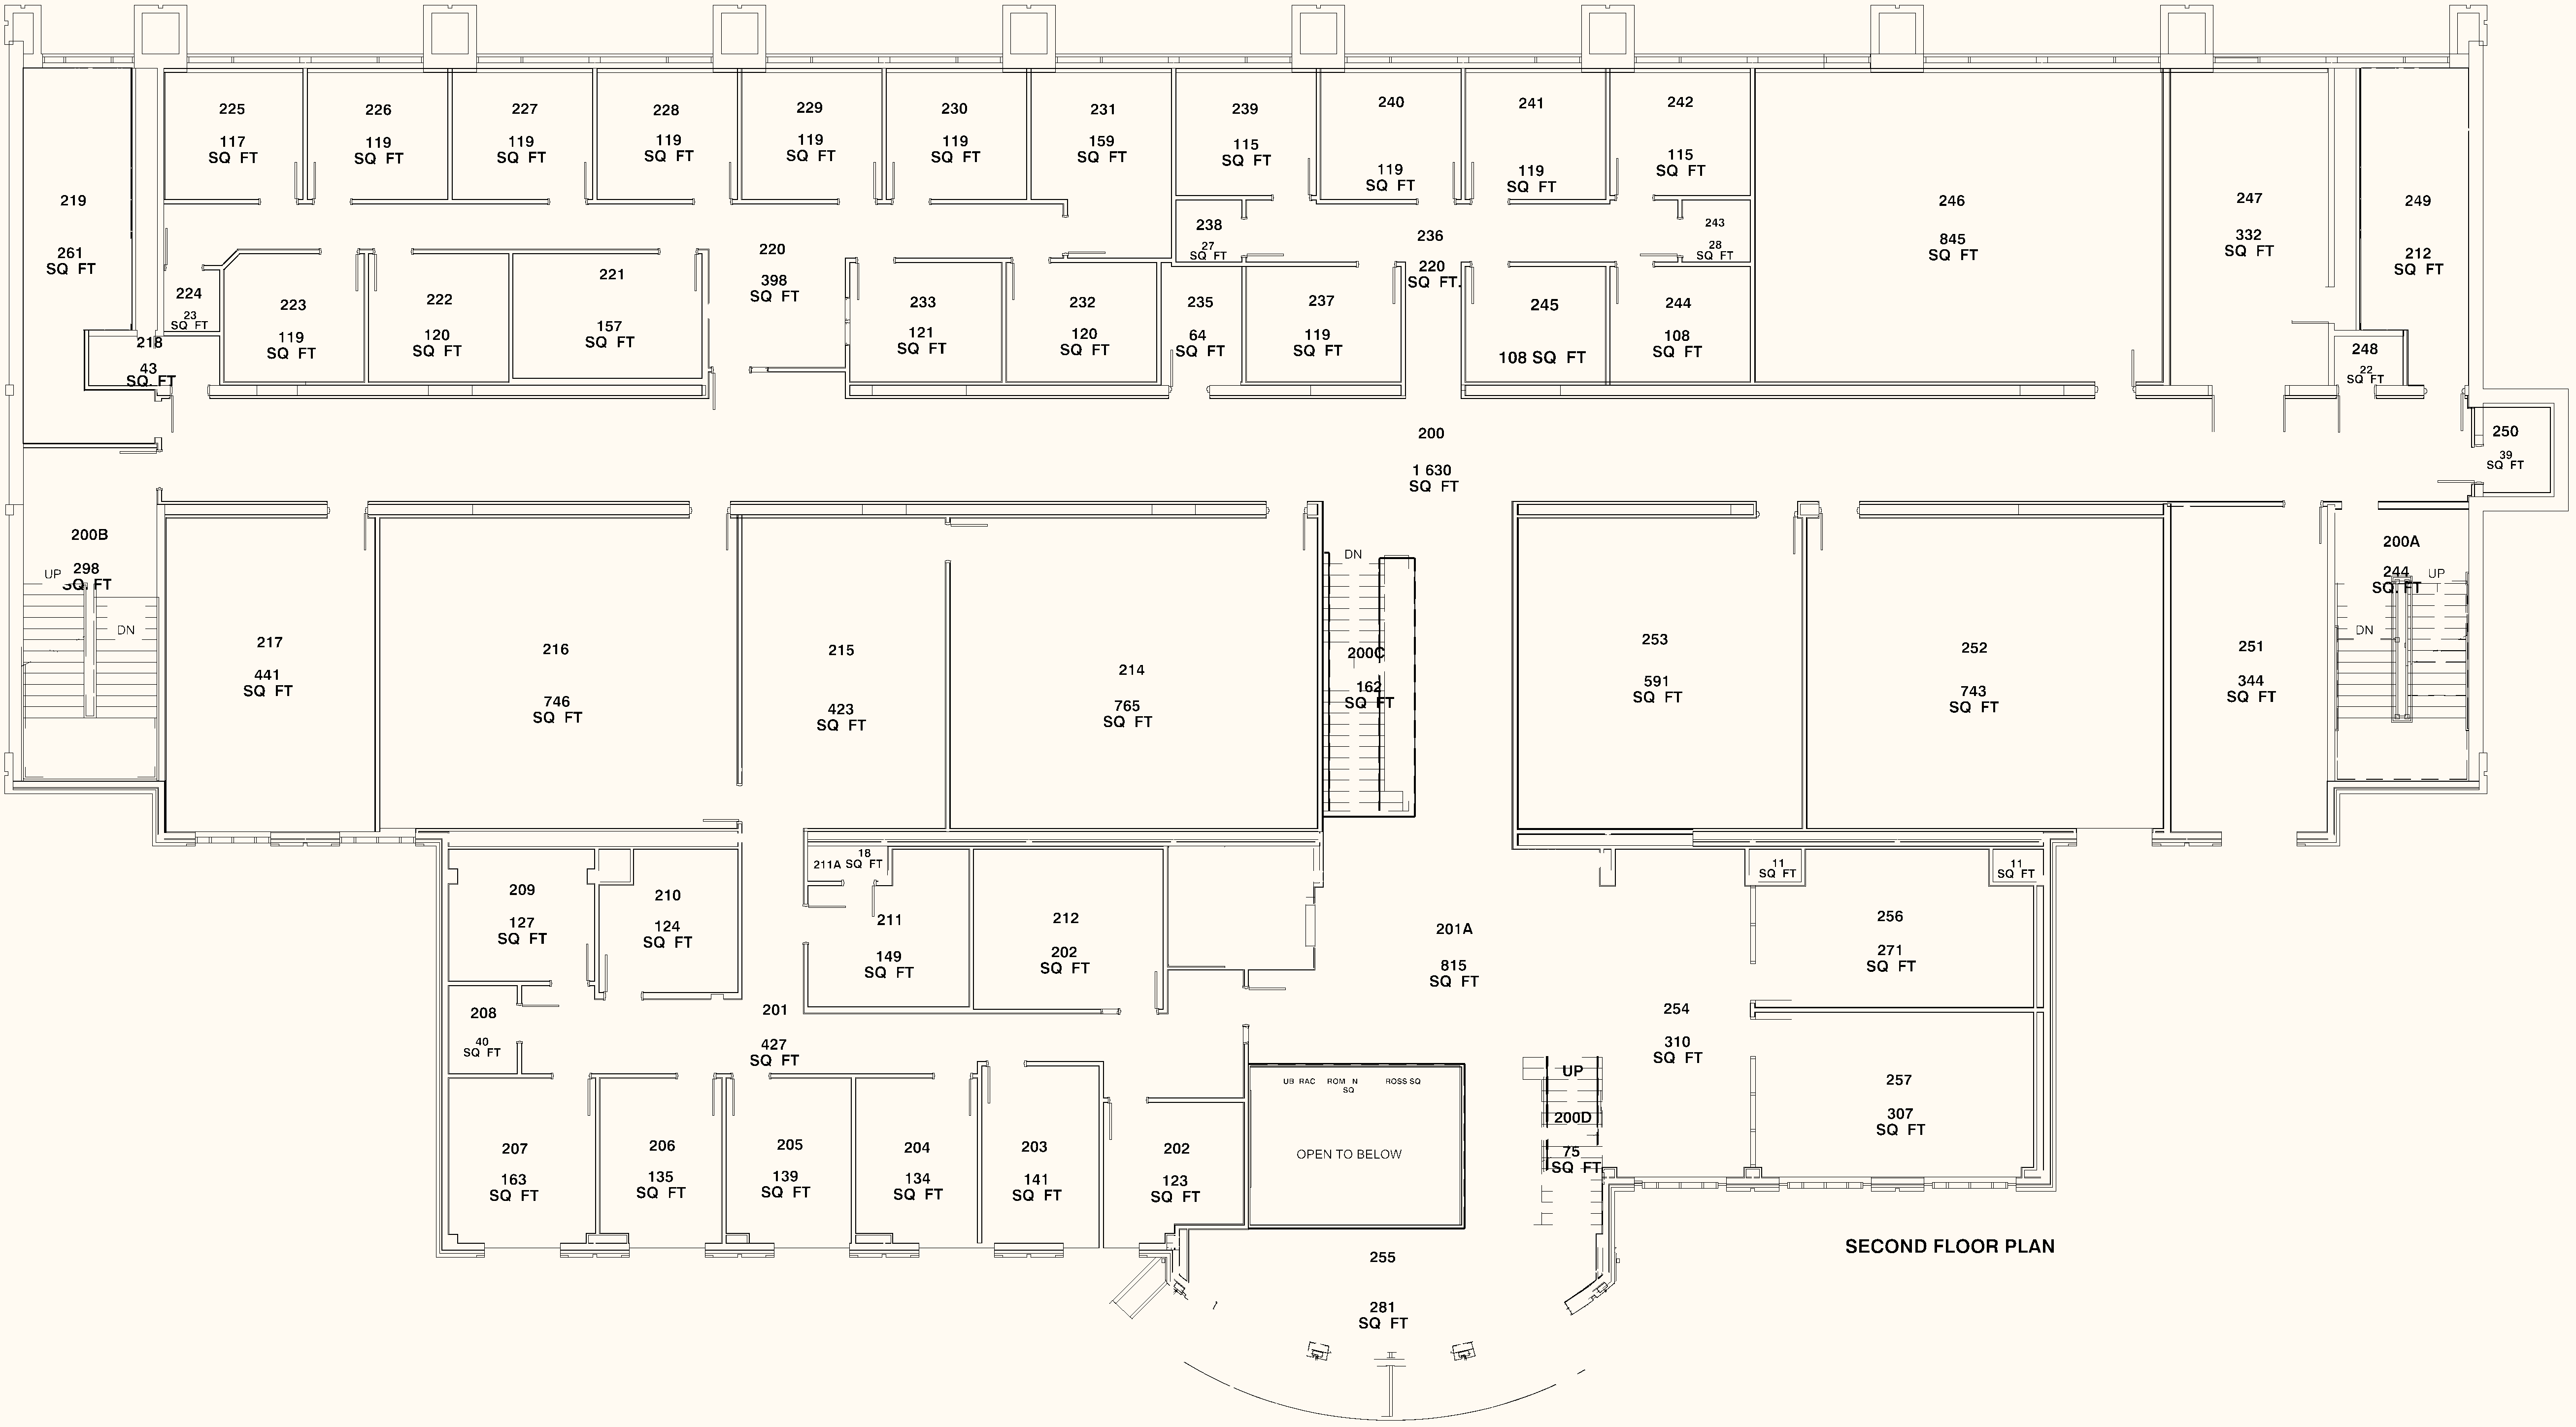 225
117
SQ FT
226
119
SQ FT
227
119
SQ FT
228
119
SQ FT
229
119
SQ FT
230
119
SQ FT
231
159
SQ FT
239
115
SQ FT
240
119
SQ FT
241
119
SQ FT
242
115
SQ FT
219
261
SQ FT
224
23
SQ FT
223
119
SQ FT
222
120
SQ FT
221
157
SQ FT
220
398
SQ FT
233
121
SQ FT
232
120
SQ FT
235
64
SQ FT
238
27
SQ FT
237
119
SQ FT
236
220
SQ FT.
243
28
SQ FT
245
108 SQ FT
244
108
SQ FT
246
845
SQ FT
247
332
SQ FT
249
212
SQ FT
248
22
SQ FT
218
43
SQ. FT
200
1 630
SQ FT
250
39
SQ FT
200B
298
SQ. FT
UP
DN
217
441
SQ FT
216
746
SQ FT
215
423
SQ FT
214
765
SQ FT
DN
200C
162
SQ FT
253
591
SQ FT
252
743
SQ FT
251
344
SQ FT
200A
244
SQ. FT
UP
DN
209
127
SQ FT
210
124
SQ FT
211A
18
SQ FT
211
149
SQ FT
212
202
SQ FT
201A
815
SQ FT
11
SQ FT
11
SQ FT
256
271
SQ FT
208
40
SQ FT
201
427
SQ FT
254
310
SQ FT
257
307
SQ FT
207
163
SQ FT
206
135
SQ FT
205
139
SQ FT
204
134
SQ FT
203
141
SQ FT
202
123
SQ FT
UB RAC ROM N ROSS SQ
SQ
OPEN TO BELOW
UP
200D
75
SQ FT
255
281
SQ FT
SECOND FLOOR PLAN